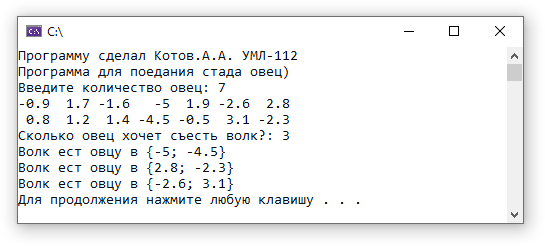 C:\
Программу сделал Котов.А.А. УМЛ-112
Программа для поедания стада овец)
Введите количество овец: 7
-0.9  1.7 -1.6   -5  1.9 -2.6  2.8
 0.8  1.2  1.4 -4.5 -0.5  3.1 -2.3
Сколько овец хочет съесть волк?: 3
Волк ест овцу в {-5; -4.5}
Волк ест овцу в {2.8; -2.3}
Волк ест овцу в {-2.6; 3.1}
Для продолжения нажмите любую клавишу . . .